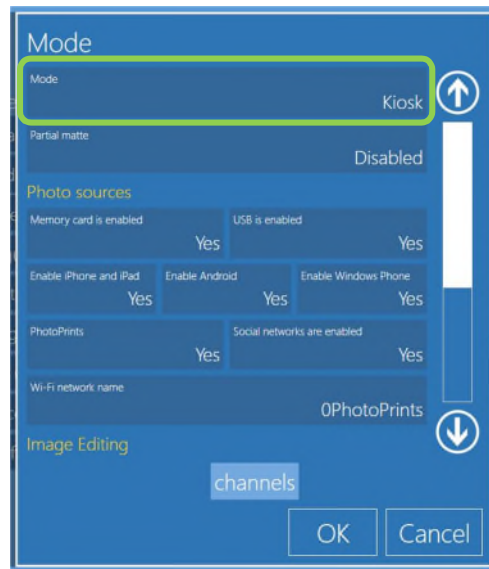 Mode
Mode
Kiosk
Partial matte
Disabled
Photo sources
Memory card is enabled
Yes
USB is enabled
Yes
Enable iPhone and iPad
Yes
Enable Android
Yes
Enable Windows Phone
Yes
PhotoPrints
Yes
Social networks are enabled
Yes
Wi-Fi network name
0PhotoPrints
Image Editing
channels
OK
Cancel